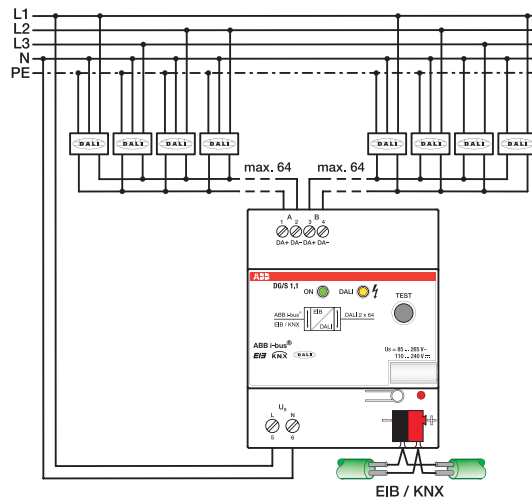 L1
L2
L3
N
PE
DALI DALI DALI DALI DALI DALI DALI DALI
max. 64 max. 64
A B
1 2 3 4
DA+ DA- DA+ DA-
ABB
DG/S 1,1 ON DALI
TEST
ABB i-bus® EIB DALI 2 x 64
EIB / KNX DALI
ABB i-bus®
EIB KNX DALI
Us = 85 ... 265 V~
110 ... 240 V
Us
L N
5 6
EIB / KNX